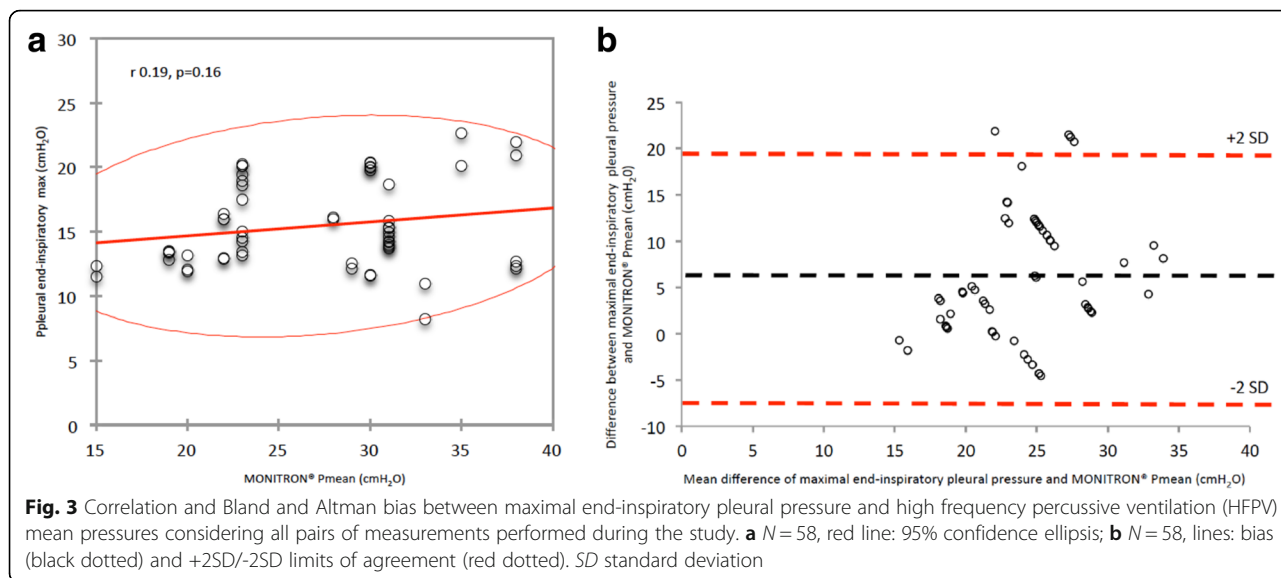 a
30
25
20
15
10
5
0
r 0.19, p=0.16
Ppleural end-inspiratory max (cmH₂O)
15 20 25 30 35 40
MONITRON® Pmean (cmH₂O)
b
25
20
15
10
5
0
-5
-10
+2 SD
-2 SD
Difference between maximal end-inspiratory pleural pressure
and MONITRON® Pmean (cmH₂0)
0 5 10 15 20 25 30 35 40
Mean difference of maximal end-inspiratory pleural pressure and MONITRON® Pmean (cmH₂O)
Fig. 3 Correlation and Bland and Altman bias between maximal end-inspiratory pleural pressure and high frequency percussive ventilation (HFPV)
mean pressures considering all pairs of measurements performed during the study. a N = 58, red line: 95% confidence ellipsis; b N = 58, lines: bias
(black dotted) and +2SD/-2SD limits of agreement (red dotted). SD standard deviation